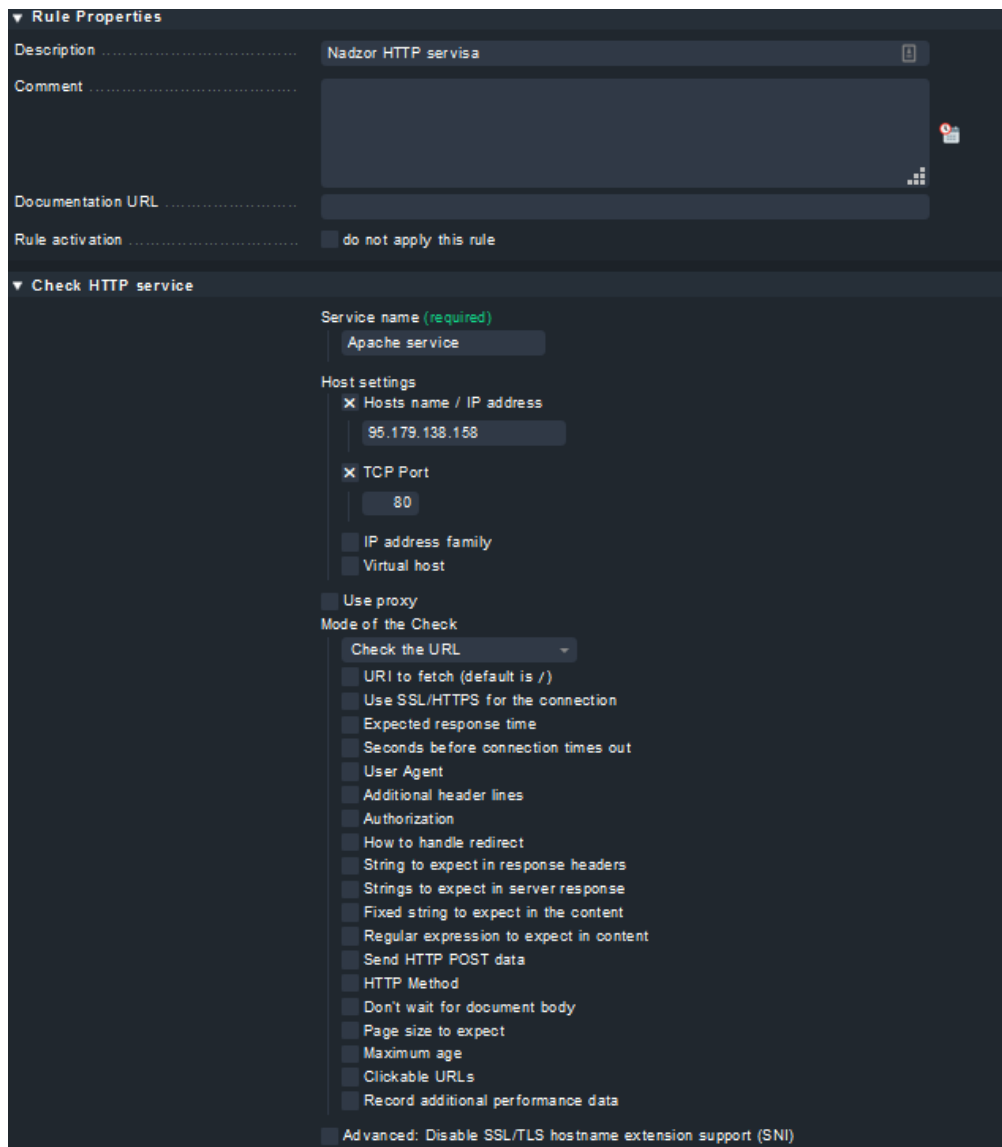 Rule Properties
Description
Nadzor HTTP servisa
Comment
Documentation URL
Rule activation
do not apply this rule
Check HTTP service
Service name (required)
Apache service
Host settings
Hosts name / IP address
95.179.138.158
TCP Port
80
IP address family
Virtual host
Use proxy
Mode of the Check
Check the URL
URI to fetch (default is /)
Use SSL/HTTPS for the connection
Expected response time
Seconds before connection times out
User Agent
Additional header lines
Authorization
How to handle redirect
String to expect in response headers
Strings to expect in server response
Fixed string to expect in the content
Regular expression to expect in content
Send HTTP POST data
HTTP Method
Don't wait for document body
Page size to expect
Maximum age
Clickable URLs
Record additional performance data
Advanced: Disable SSL/TLS hostname extension support (SNI)